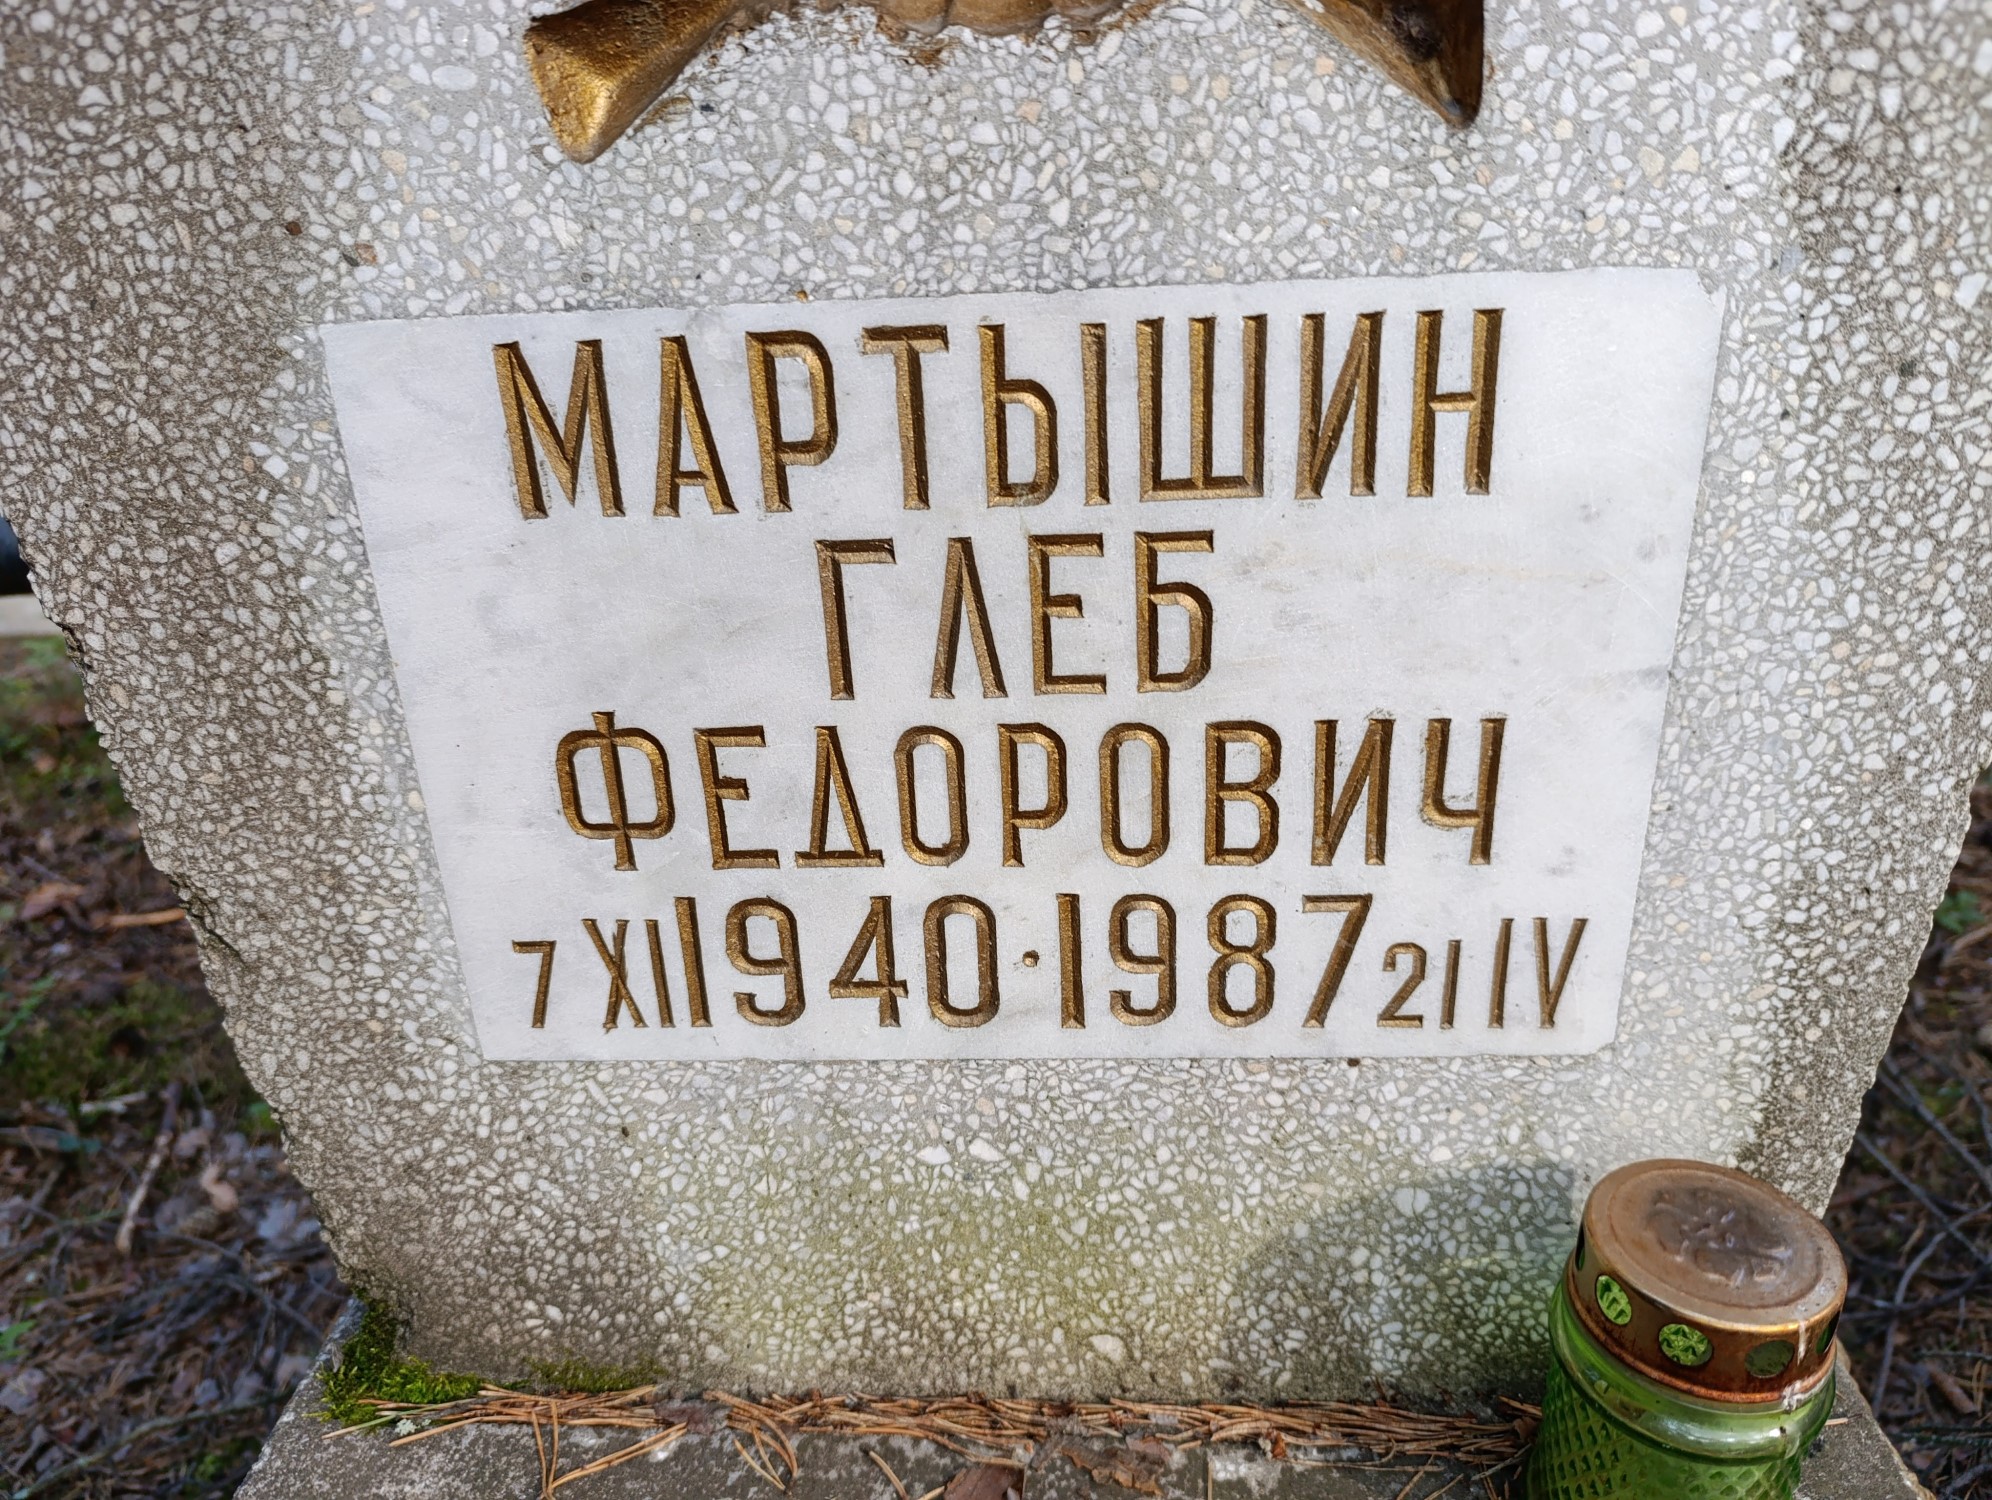 МАРТЫШИН
ГЛЕБ
ФЕДОРОВИЧ
7 XII 1940·1987 21 IV